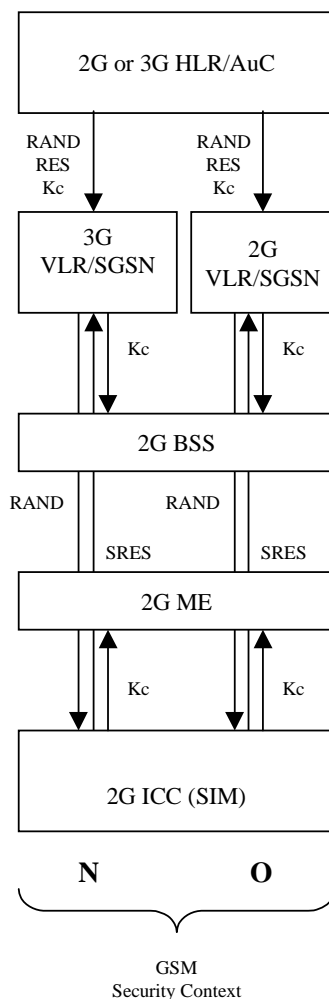 2G or 3G HLR/AuC
RAND
RES
Kc
RAND
RES
Kc
3G
VLR/SGSN
2G
VLR/SGSN
Kc
Kc
2G BSS
RAND
RAND
SRES
SRES
2G ME
Kc
Kc
2G ICC (SIM)
N O
GSM
Security Context